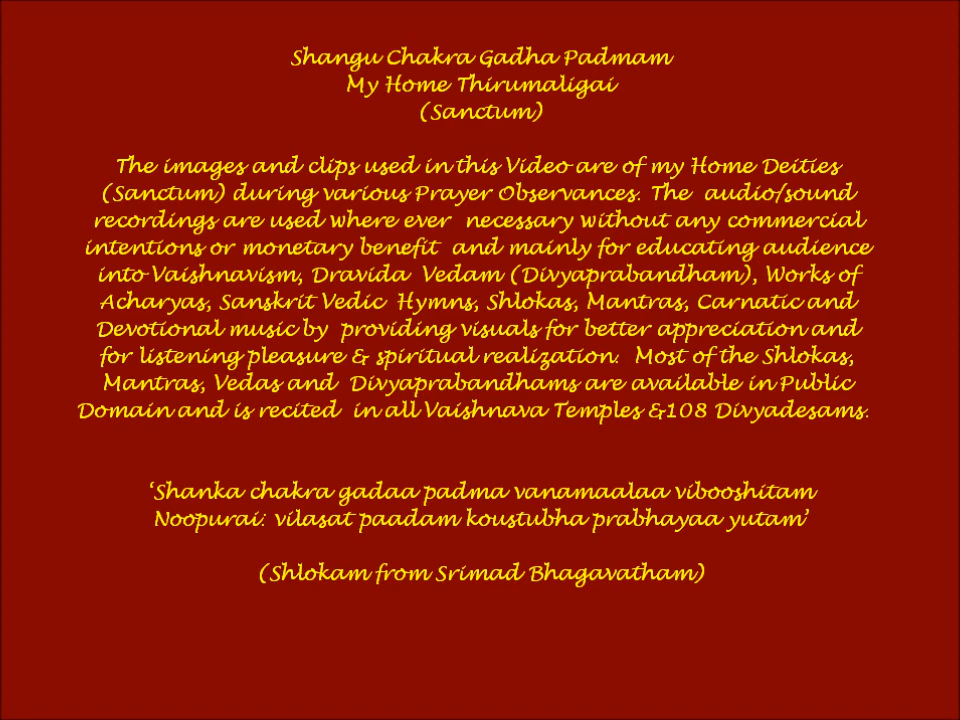 Shangu Chakra Gadha Padmam
My Home Thirumaligai
(Sanctum)
The images and clips used in this Video are of my Home Deities
(Sanctum) during various Prayer Observances. The audio/sound
recordings are used where ever necessary without any commercial
intentions or monetary benefit and mainly for educating audience
into Vaishnavism, Dravida Vedam (Divyaprabandham), Works of
Acharyas, Sanskrit Vedic Hymns, Shlokas, Mantras, Carnatic and
Devotional music by providing visuals for better appreciation and
for listening pleasure & spiritual realization. Most of the Shlokas,
Mantras, Vedas and Divyaprabandhams are available in Public
Domain and is recited in all Vaishnava Temples &108 Divyadesams.
‘Shanka chakra gadaa padma vanamaalaa vibooshitam
Noopurai: vilasat paadam koustubha prabhayaa yutam’
(Shlokam from Srimad Bhagavatham)